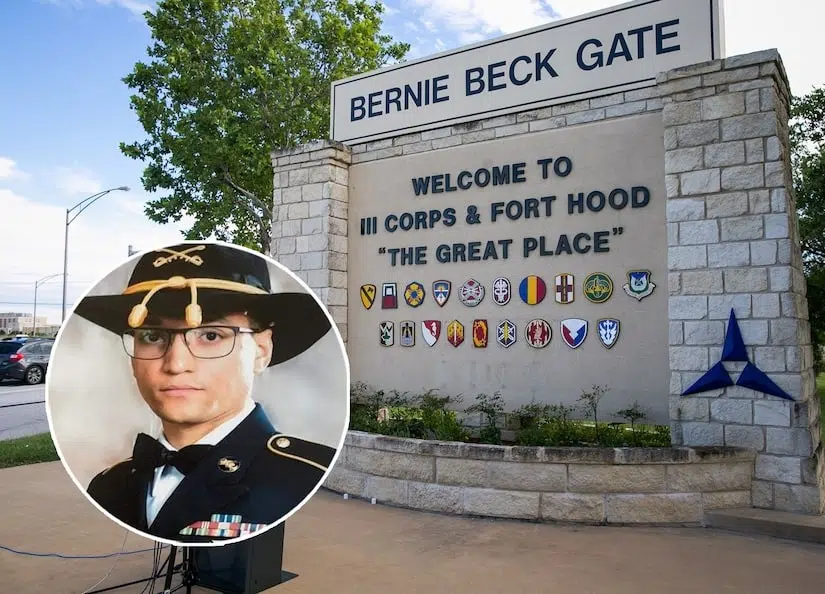 BERNIE BECK GATE
WELCOME TO
III CORPS & FORT HOOD
"THE GREAT PLACE"